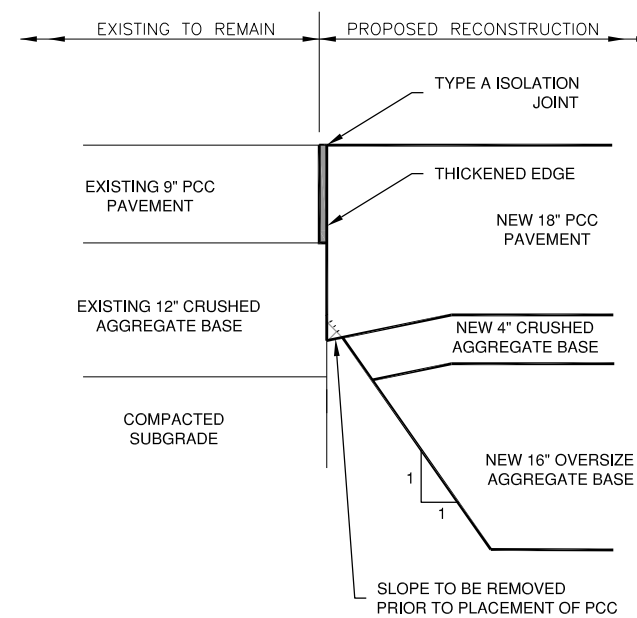 EXISTING TO REMAIN
PROPOSED RECONSTRUCTION
TYPE A ISOLATION
JOINT
THICKENED EDGE
EXISTING 9" PCC
PAVEMENT
NEW 18" PCC
PAVEMENT
EXISTING 12" CRUSHED
AGGREGATE BASE
NEW 4" CRUSHED
AGGREGATE BASE
COMPACTED
SUBGRADE
NEW 16" OVERSIZE
AGGREGATE BASE
1
1
SLOPE TO BE REMOVED
PRIOR TO PLACEMENT OF PCC